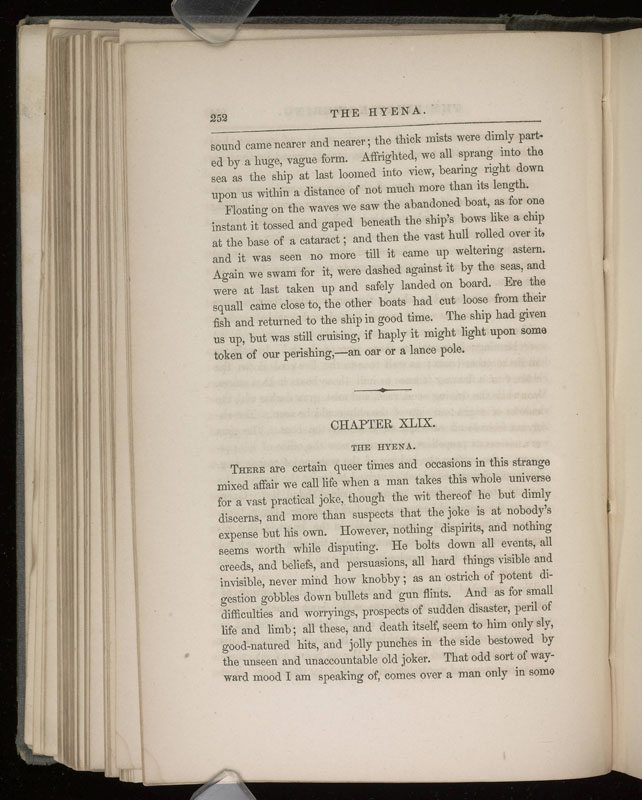 252
THE HYENA.
sound came nearer and nearer; the thick mists were dimly part-
ed by a huge, vague form. Affrighted, we all sprang into the
sea as the ship at last loomed into view, bearing right down
upon us within a distance of not much more than its length.
Floating on the waves we saw the abandoned boat, as for one
instant it tossed and gaped beneath the ship's bows like a chip
at the base of a cataract; and then the vast hull rolled over it,
and it was seen no more till it came up weltering astern.
Again we swam for it, were dashed against it by the seas, and
were at last taken up and safely landed on board. Ere the
squall came close to, the other boats had cut loose from their
fish and returned to the ship in good time. The ship had given
us up, but was still cruising, if haply it might light upon some
token of our perishing,—an oar or a lance pole.
CHAPTER XLIX.
THE HYENA.
THERE are certain queer times and occasions in this strange
mixed affair we call life when a man takes this whole universe
for a vast practical joke, though the wit thereof he but dimly
discerns, and more than suspects that the joke is at nobody's
expense but his own. However, nothing dispirits, and nothing
seems worth while disputing. He bolts down all events, all
creeds, and beliefs, and persuasions, all hard things visible and
invisible, never mind how knobby; as an ostrich of potent di-
gestion gobbles down bullets and gun flints. And as for small
difficulties and worryings, prospects of sudden disaster, peril of
life and limb; all these, and death itself, seem to him only sly,
good-natured hits, and jolly punches in the side bestowed by
the unseen and unaccountable old joker. That odd sort of way-
ward mood I am speaking of, comes over a man only in some